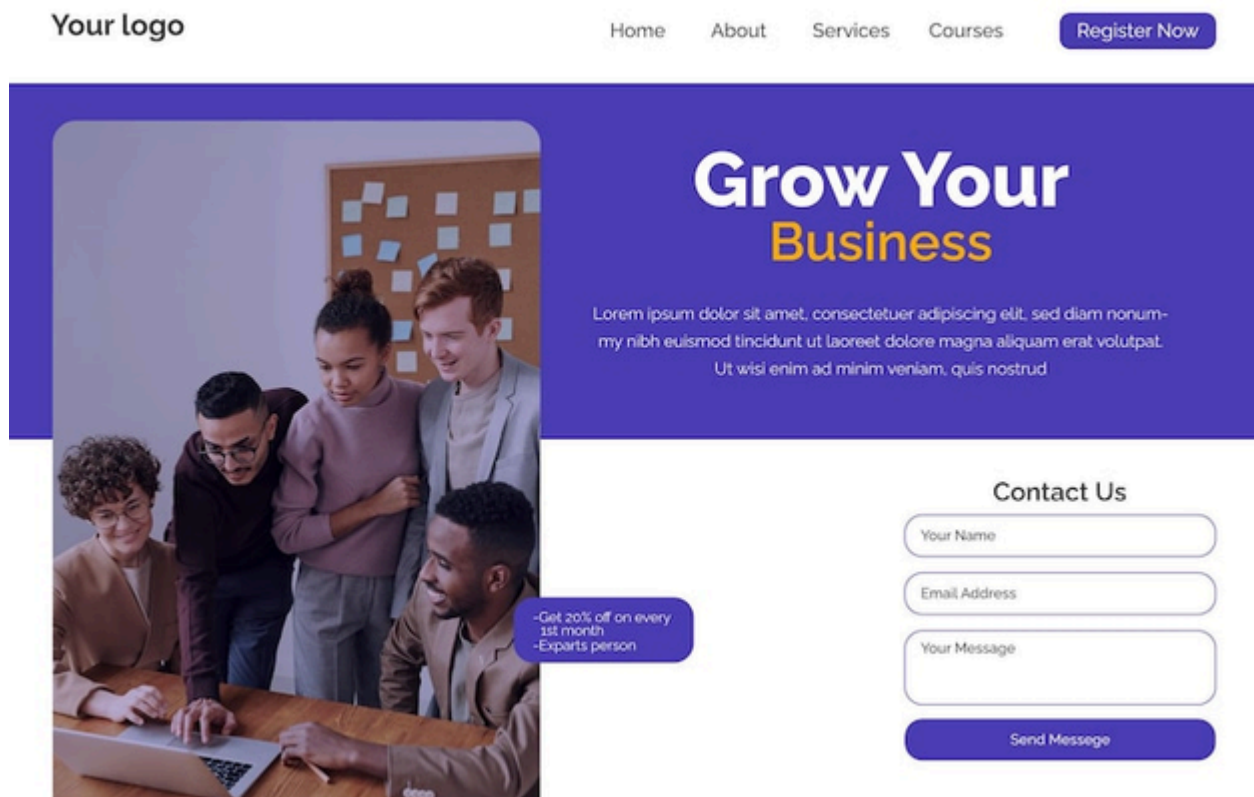 Your logo
Home
About
Services
Courses
Register Now
Grow Your
Business
Lorem ipsum dolor sit amet, consectetuer adipiscing elit, sed diam nonum-
my nibh euismod tincidunt ut laoreet dolore magna aliquam erat volutpat.
Ut wisi enim ad minim veniam, quis nostrud
-Get 20% off on every
1st month
-Exparts person
Contact Us
Your Name
Email Address
Your Message
Send Messege